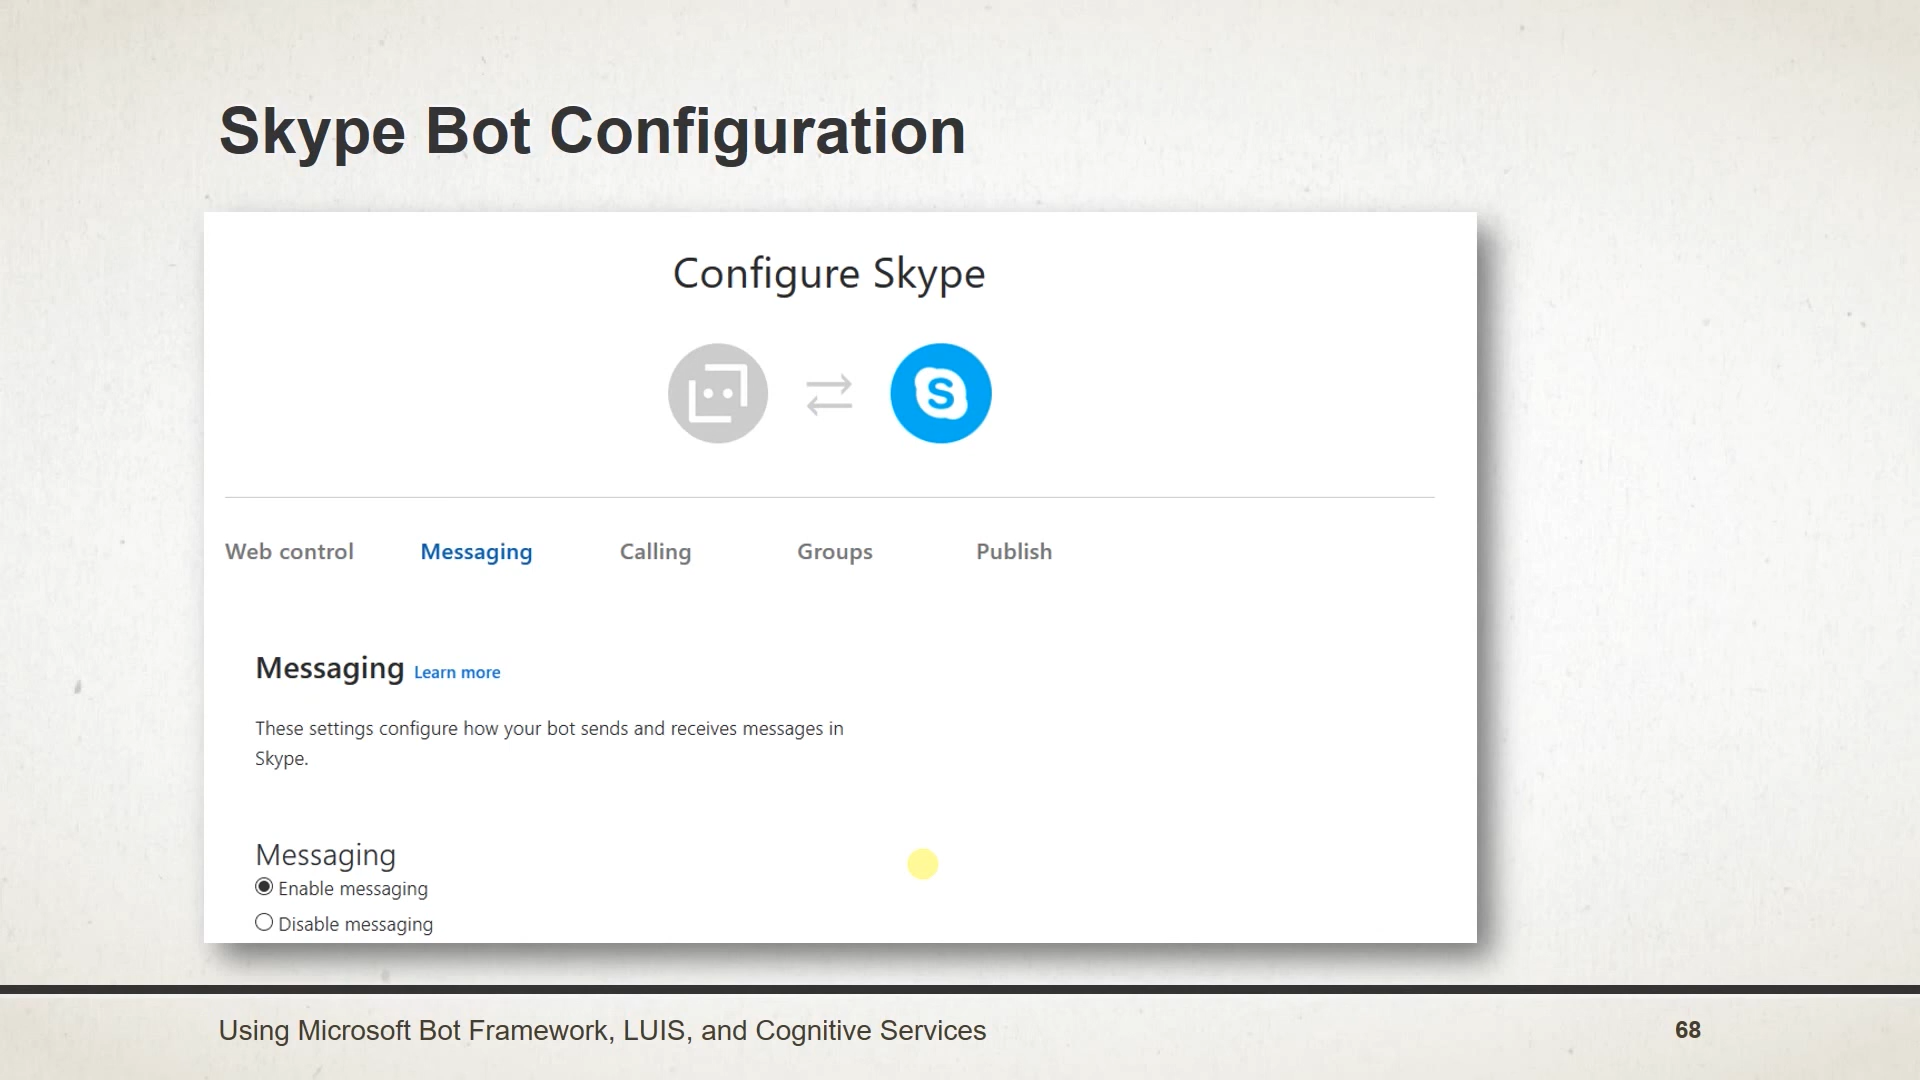 Skype Bot Configuration
Configure Skype
Web control Messaging Calling Groups Publish
Messaging Learn more
These settings configure how your bot sends and receives messages in
Skype.
Messaging
Enable messaging
Disable messaging
Using Microsoft Bot Framework, LUIS, and Cognitive Services 68